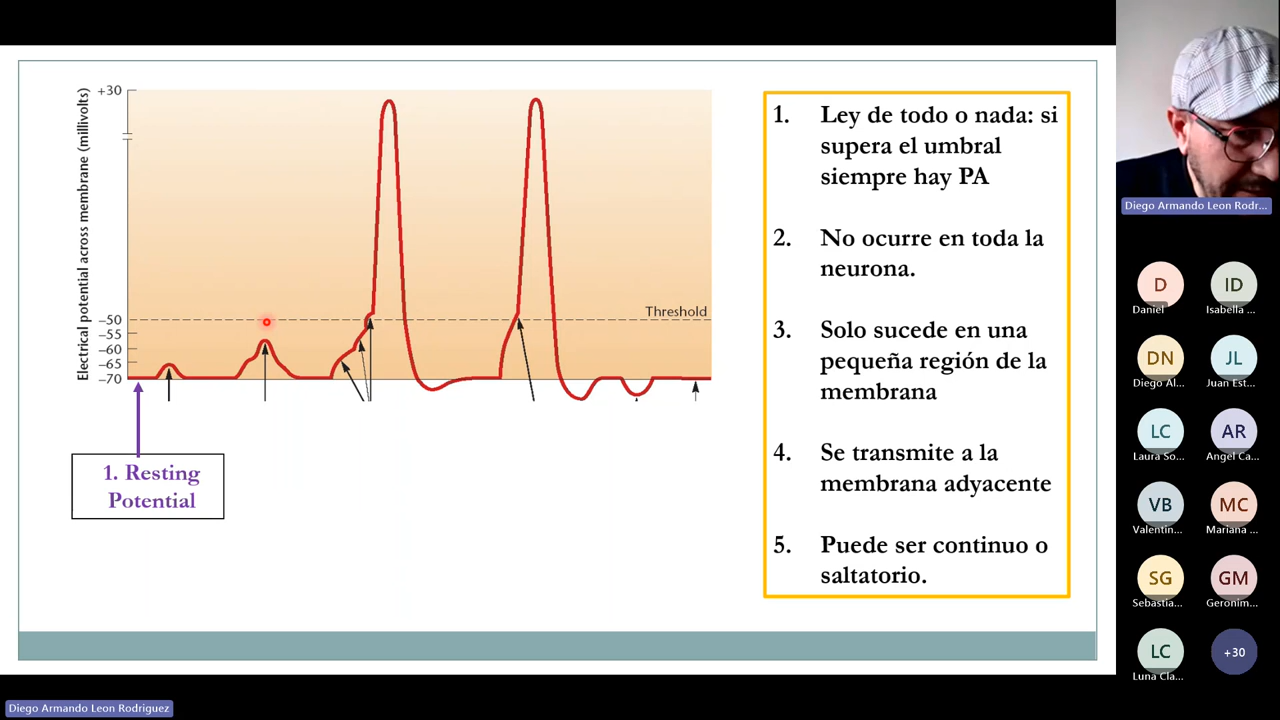 Electrical potential across membrane (millivolts)
+30
–50
–55
–60
–65
–70
Threshold
1. Resting
Potential
1. Ley de todo o nada: si
supera el umbral
siempre hay PA
2. No ocurre en toda la
neurona.
3. Solo sucede en una
pequeña región de la
membrana
4. Se transmite a la
membrana adyacente
5. Puede ser continuo o
saltatorio.
Diego Armando Leon Rodr...
D
Daniel
ID
Isabella ...
DN
Diego Al...
JL
Juan Est...
LC
Laura So...
AR
Angel Ca...
VB
Valentin...
MC
Mariana ...
SG
Sebastia...
GM
Geronim...
LC
Luna Cla...
+30
Diego Armando Leon Rodriguez